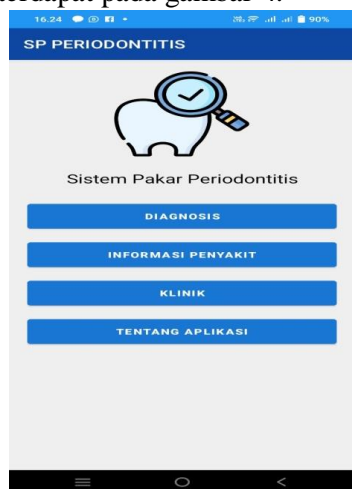 terdapat pada gambar 4.
16.24 90%
SP PERIODONTITIS
Sistem Pakar Periodontitis
DIAGNOSIS
INFORMASI PENYAKIT
KLINIK
TENTANG APLIKASI